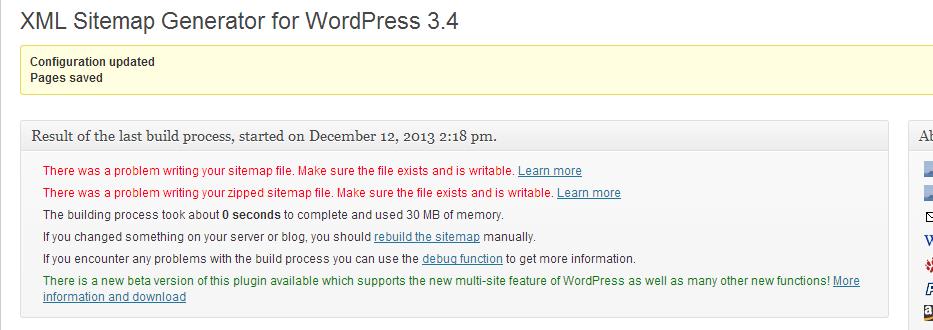 XML Sitemap Generator for WordPress 3.4
Configuration updated
Pages saved
Result of the last build process, started on December 12, 2013 2:18 pm.
There was a problem writing your sitemap file. Make sure the file exists and is writable. Learn more
There was a problem writing your zipped sitemap file. Make sure the file exists and is writable. Learn more
The building process took about 0 seconds to complete and used 30 MB of memory.
If you changed something on your server or blog, you should rebuild the sitemap manually.
If you encounter any problems with the build process you can use the debug function to get more information.
There is a new beta version of this plugin available which supports the new multi-site feature of WordPress as well as many other new functions! More
information and download